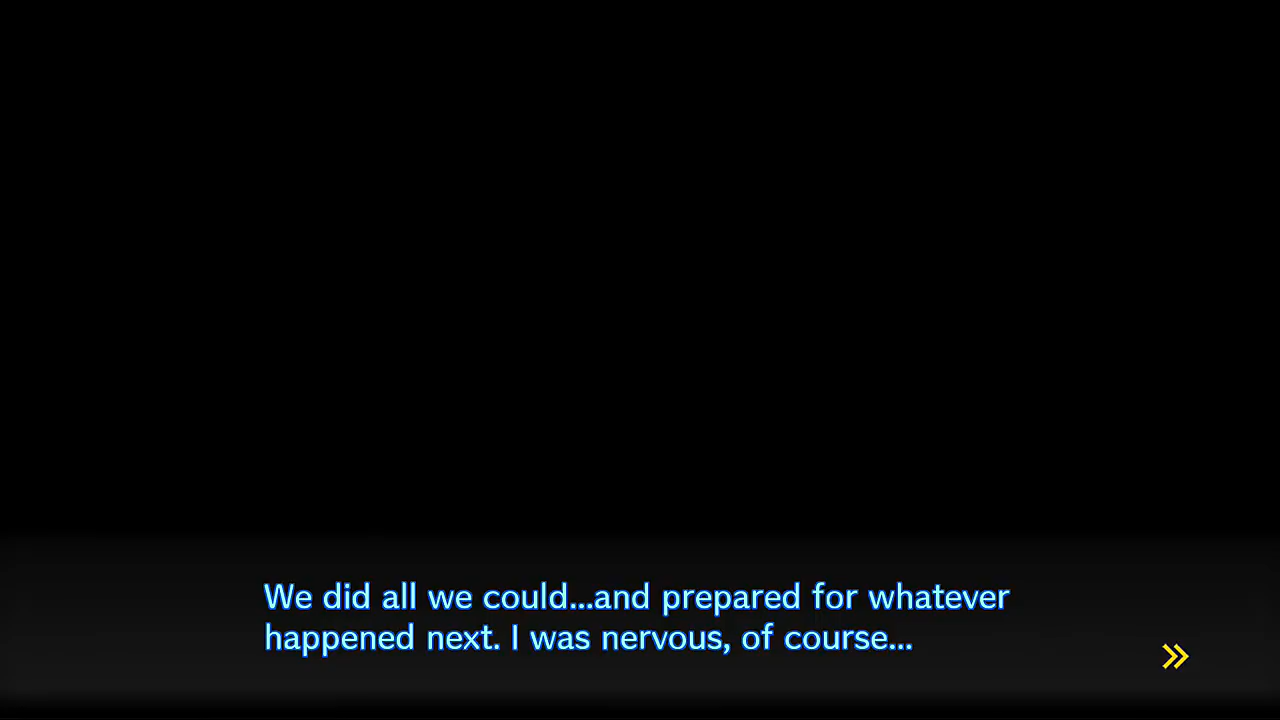 We did all we could...and prepared for whatever
happened next. I was nervous, of course...